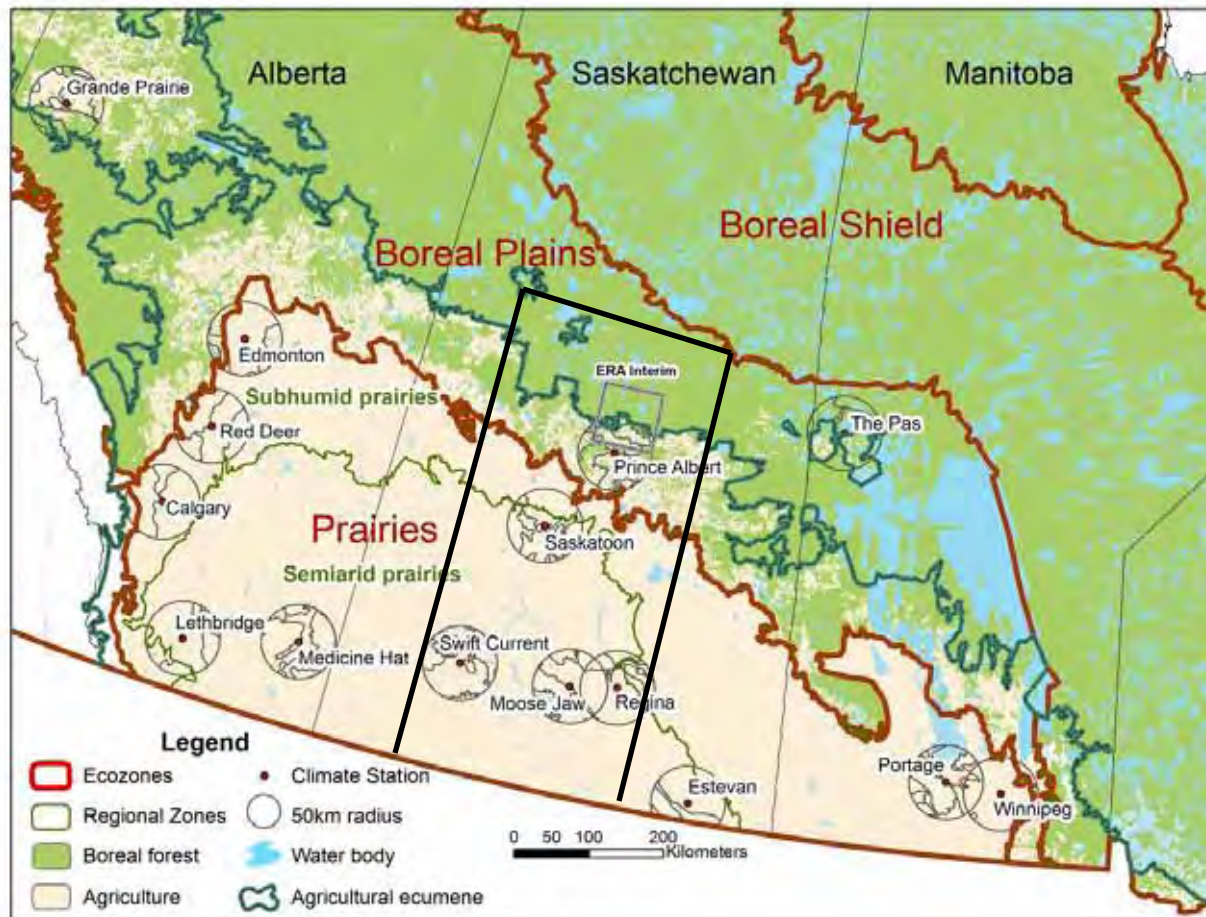 Alberta
Saskatchewan
Manitoba
Grande Prairie
Boreal Shield
Boreal Plains
Edmonton
ERA Interim
Subhumid prairies
Red Deer
The Pas
Prince Albert
Calgary
Prairies
Saskatoon
Semiarid prairies
Lethbridge
Swift Current
Medicine Hat
Moose Jaw
Regina
Legend
Portage
Ecozones
Climate Station
Estevan
Winnipeg
Regional Zones
50km radius
0 50 100 200
Kilometers
Boreal forest
Water body
Agriculture
Agricultural ecumene